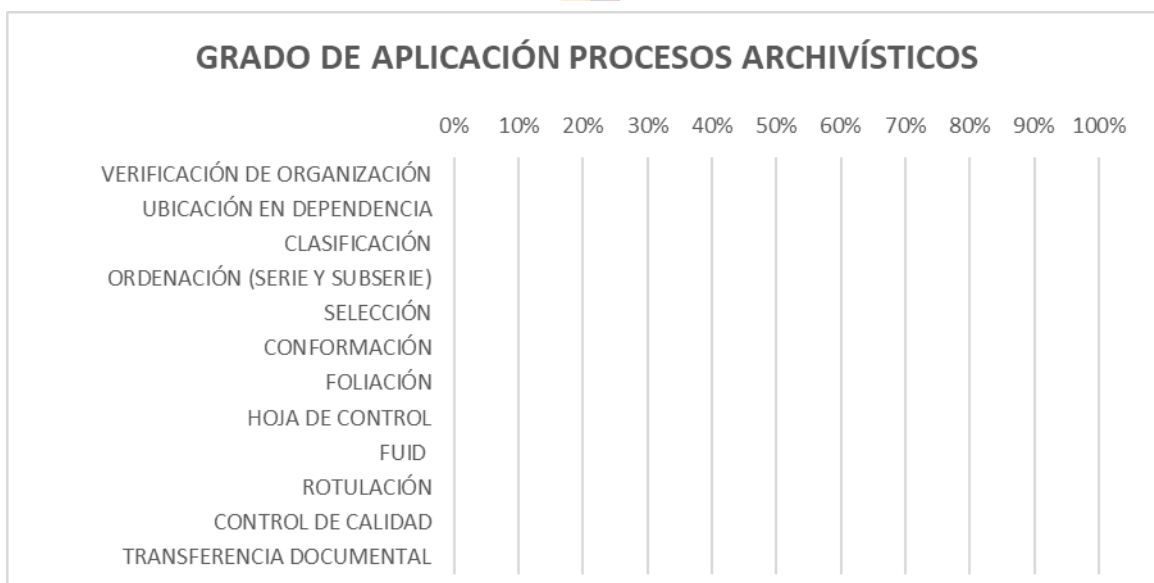 GRADO DE APLICACIÓN PROCESOS ARCHIVÍSTICOS
0% 10% 20% 30% 40% 50% 60% 70% 80% 90% 100%
VERIFICACIÓN DE ORGANIZACIÓN
UBICACIÓN EN DEPENDENCIA
CLASIFICACIÓN
ORDENACIÓN (SERIE Y SUBSERIE)
SELECCIÓN
CONFORMACIÓN
FOLIACIÓN
HOJA DE CONTROL
FUID
ROTULACIÓN
CONTROL DE CALIDAD
TRANSFERENCIA DOCUMENTAL